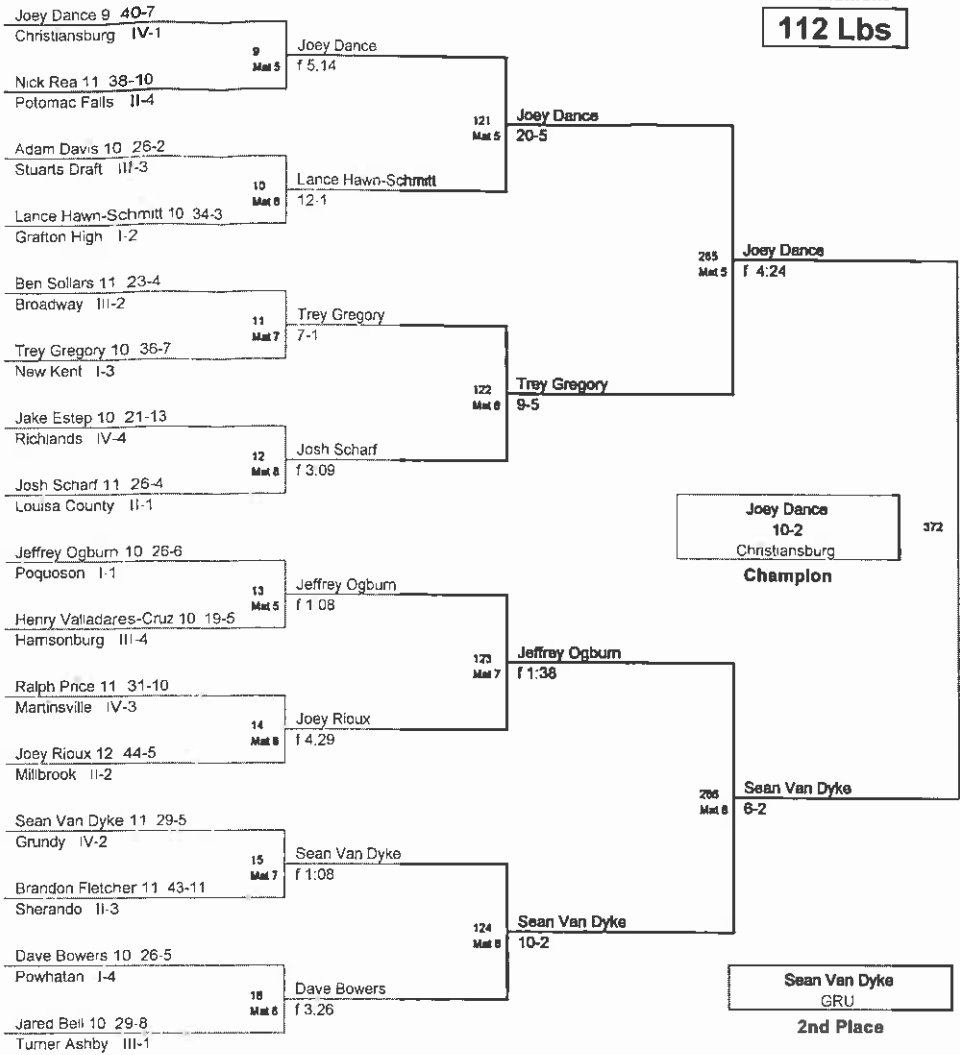 112 Lbs
Joey Dance 9 40-7
Christiansburg IV-1
9
Mat 5
Nick Rea 11 38-10
Potomac Falls II-4
Adam Davis 10 26-2
Stuarts Draft III-3
10
Mat 6
Lance Hawn-Schmitt 10 34-3
Grafton High I-2
Ben Sollars 11 23-4
Broadway III-2
11
Mat 7
Trey Gregory 10 36-7
New Kent I-3
Jake Estep 10 21-13
Richlands IV-4
12
Mat 8
Josh Scharf 11 26-4
Louisa County II-1
Jeffrey Ogburn 10 26-6
Poquoson I-1
13
Mat 5
Henry Valladares-Cruz 10 19-5
Harrisonburg III-4
Ralph Price 11 31-10
Martinsville IV-3
14
Mat 6
Joey Rioux 12 44-5
Millbrook II-2
Sean Van Dyke 11 29-5
Grundy IV-2
15
Mat 7
Brandon Fletcher 11 43-11
Sherando II-3
Dave Bowers 10 26-5
Powhatan I-4
16
Mat 8
Jared Bell 10 29-8
Turner Ashby III-1
Joey Dance
f 5.14
121
Mat 5
Lance Hawn-Schmitt
12-1
Trey Gregory
7-1
122
Mat 6
Josh Scharf
f 3.09
Jeffrey Ogburn
f 1 08
123
Mat 7
Joey Rioux
f 4.29
Sean Van Dyke
f 1:08
124
Mat 8
Dave Bowers
f 3.26
Joey Dance
20-5
265
Mat 5
Trey Gregory
9-5
Jeffrey Ogburn
f 1:38
266
Mat 6
Sean Van Dyke
10-2
Joey Dance
f 4:24
Sean Van Dyke
6-2
372
Joey Dance
10-2
Christiansburg
Champion
Sean Van Dyke
GRU
2nd Place